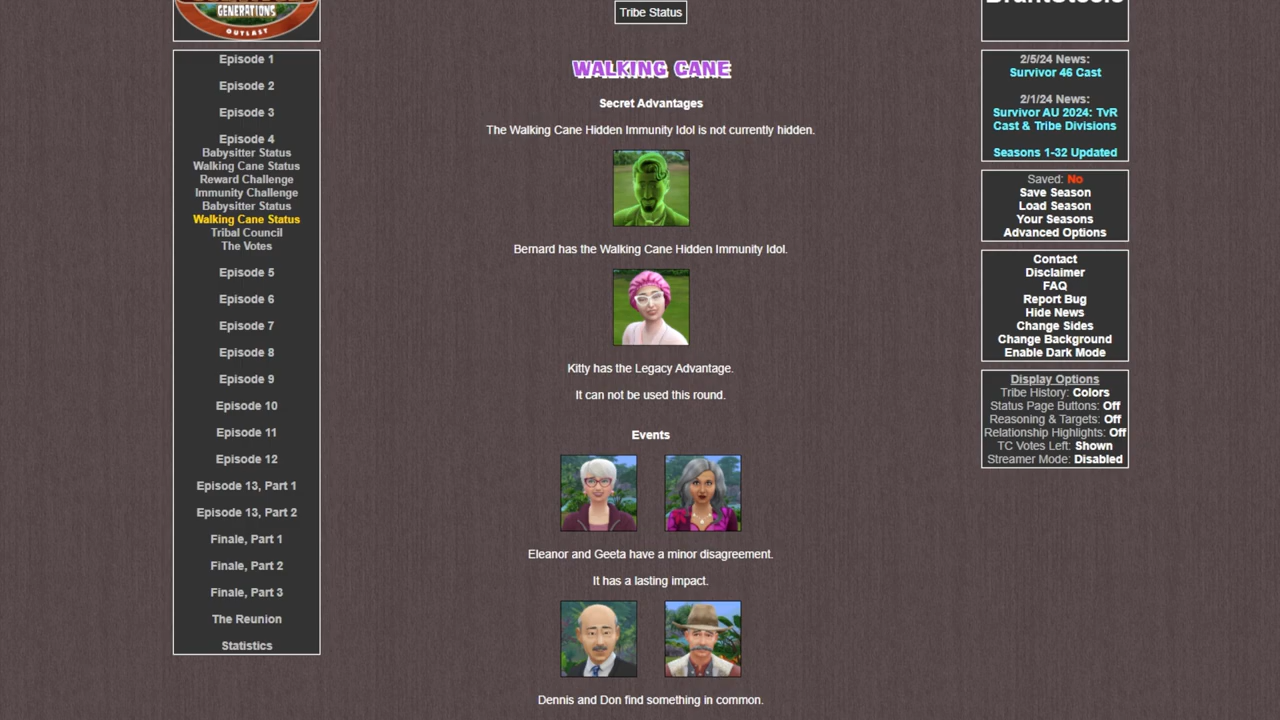 GENERATIONS
OUTLAST
Episode 1
Episode 2
Episode 3
Episode 4
Babysitter Status
Walking Cane Status
Reward Challenge
Immunity Challenge
Babysitter Status
Walking Cane Status
Tribal Council
The Votes
Episode 5
Episode 6
Episode 7
Episode 8
Episode 9
Episode 10
Episode 11
Episode 12
Episode 13, Part 1
Episode 13, Part 2
Finale, Part 1
Finale, Part 2
Finale, Part 3
The Reunion
Statistics
Tribe Status
WALKING CANE
Secret Advantages
The Walking Cane Hidden Immunity Idol is not currently hidden.
Bernard has the Walking Cane Hidden Immunity Idol.
Kitty has the Legacy Advantage.
It can not be used this round.
Events
Eleanor and Geeta have a minor disagreement.
It has a lasting impact.
Dennis and Don find something in common.
2/5/24 News:
Survivor 46 Cast
2/1/24 News:
Survivor AU 2024: TvR
Cast & Tribe Divisions
Seasons 1-32 Updated
Saved: No
Save Season
Load Season
Your Seasons
Advanced Options
Contact
Disclaimer
FAQ
Report Bug
Hide News
Change Sides
Change Background
Enable Dark Mode
Display Options
Tribe History: Colors
Status Page Buttons: Off
Reasoning & Targets: Off
Relationship Highlights: Off
TC Votes Left: Shown
Streamer Mode: Disabled